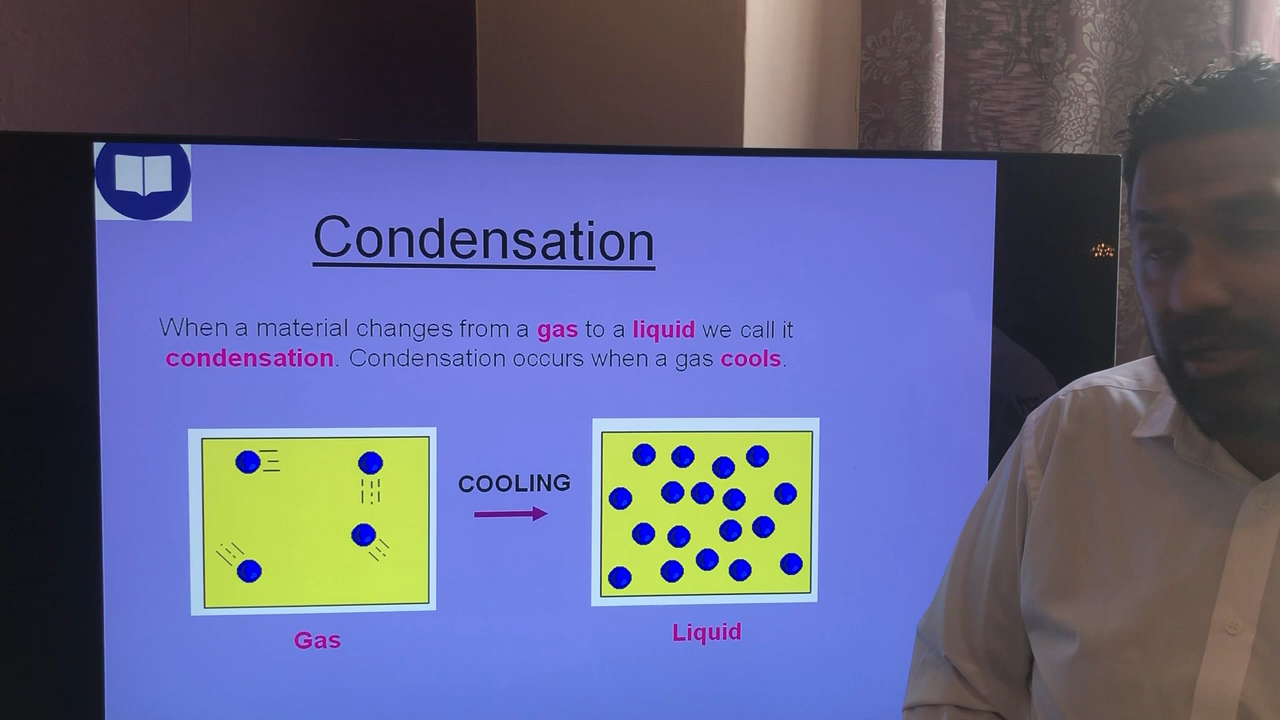 Condensation
When a material changes from a gas to a liquid we call it
condensation. Condensation occurs when a gas cools.
COOLING
Gas
Liquid